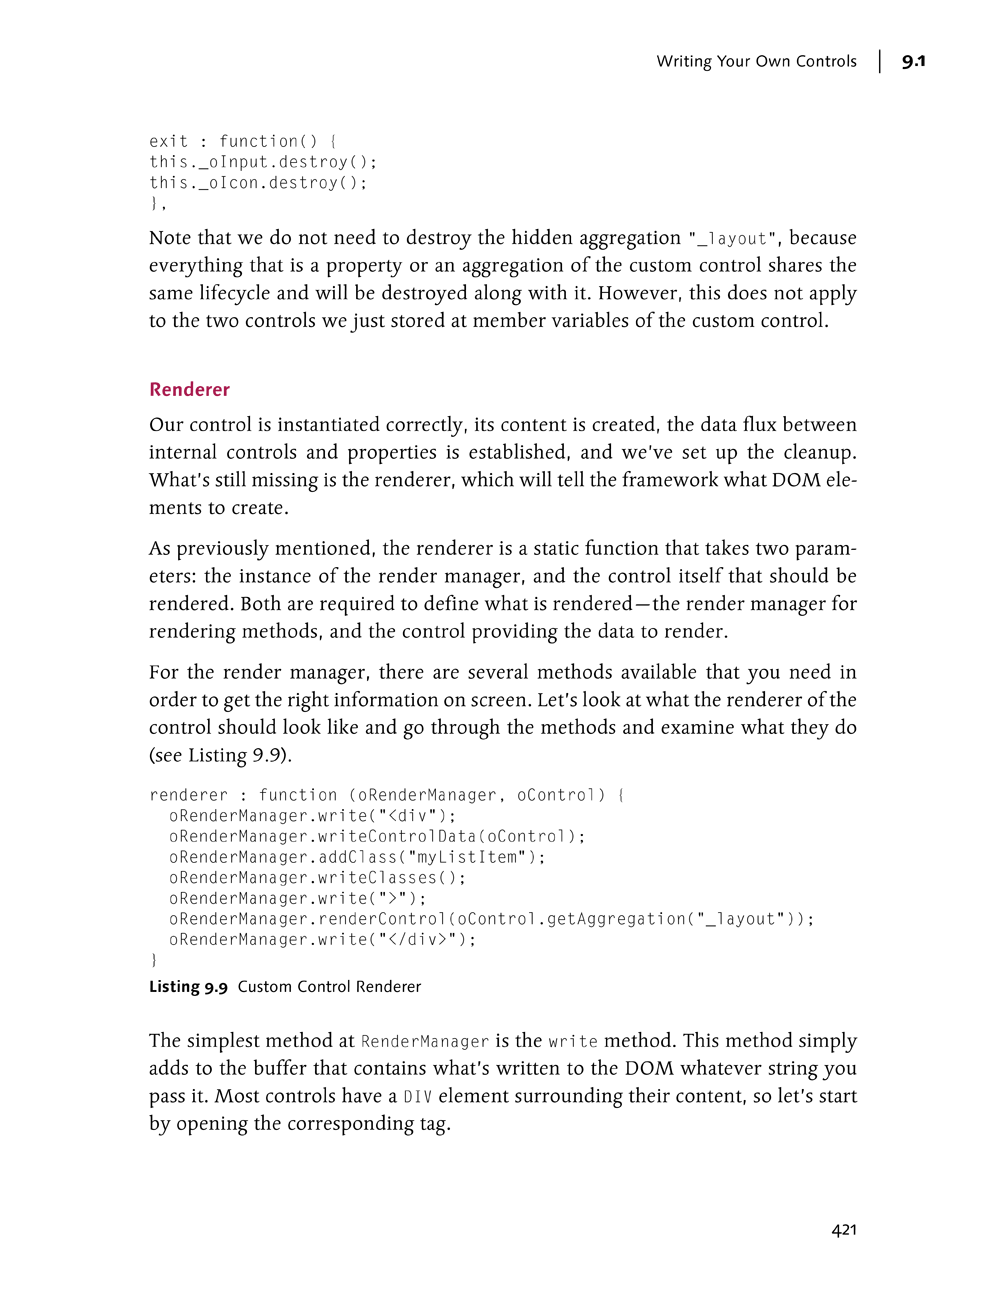 Writing Your Own Controls | 9.1
exit : function() {
this._oInput.destroy();
this._oIcon.destroy();
},
Note that we do not need to destroy the hidden aggregation "_layout", because
everything that is a property or an aggregation of the custom control shares the
same lifecycle and will be destroyed along with it. However, this does not apply
to the two controls we just stored at member variables of the custom control.
Renderer
Our control is instantiated correctly, its content is created, the data flux between
internal controls and properties is established, and we've set up the cleanup.
What's still missing is the renderer, which will tell the framework what DOM ele-
ments to create.
As previously mentioned, the renderer is a static function that takes two param-
eters: the instance of the render manager, and the control itself that should be
rendered. Both are required to define what is rendered—the render manager for
rendering methods, and the control providing the data to render.
For the render manager, there are several methods available that you need in
order to get the right information on screen. Let's look at what the renderer of the
control should look like and go through the methods and examine what they do
(see Listing 9.9).
renderer : function (oRenderManager, oControl) {
  oRenderManager.write("<div");
  oRenderManager.writeControlData(oControl);
  oRenderManager.addClass("myListItem");
  oRenderManager.writeClasses();
  oRenderManager.write(">");
  oRenderManager.renderControl(oControl.getAggregation("_layout"));
  oRenderManager.write("</div>");
}
Listing 9.9 Custom Control Renderer
The simplest method at RenderManager is the write method. This method simply
adds to the buffer that contains what's written to the DOM whatever string you
pass it. Most controls have a DIV element surrounding their content, so let's start
by opening the corresponding tag.
421